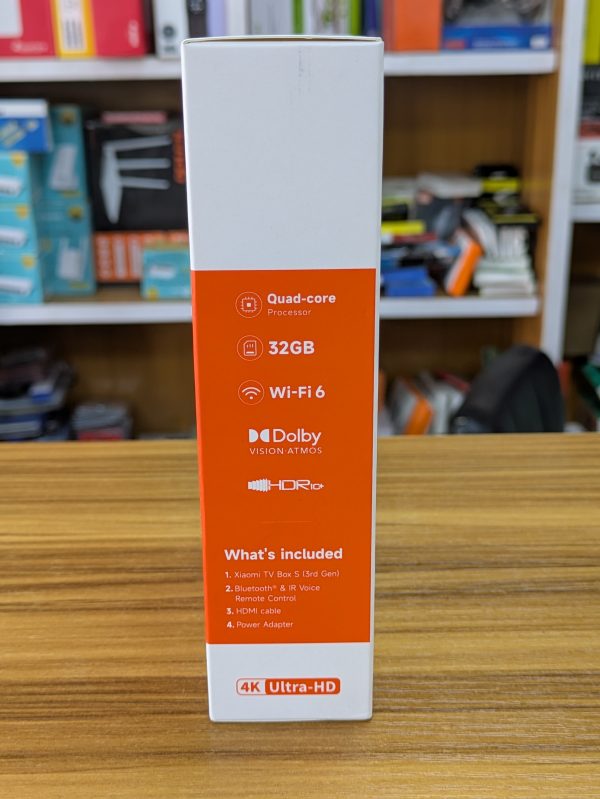 Quad-core
Processor
32GB
Wi-Fi 6
Dolby
VISION·ATMOS
HDR10+
What's included
1. Xiaomi TV Box S (3rd Gen)
2. Bluetooth® & IR Voice
Remote Control
3. HDMI cable
4. Power Adapter
4K Ultra-HD